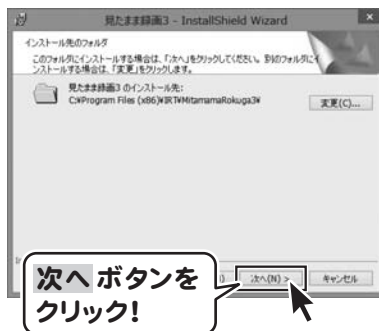 見たまま録画3 - InstallShield Wizard
インストール先のフォルダ
このフォルダにインストールする場合は、「次へ」をクリックしてください。別のフォルダにイ
ンストールする場合は、「変更」をクリックします。
見たまま録画3 のインストール先:
C:¥Program Files (x86)¥IRT¥MitamamaRokuga3¥
変更(C)...
次へ(N) >
キャンセル
次へ ボタンを
クリック!